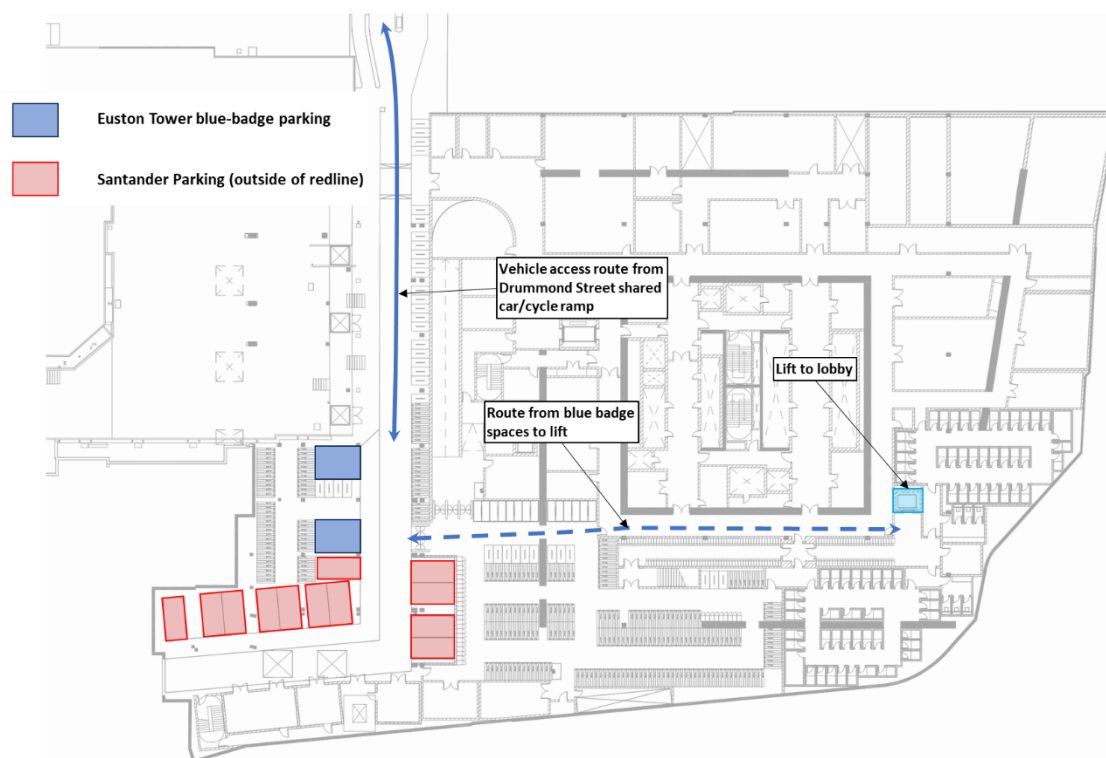 Euston Tower blue-badge parking
Santander Parking (outside of redline)
Vehicle access route from
Drummond Street shared
car/cycle ramp
Lift to lobby
Route from blue badge
spaces to lift